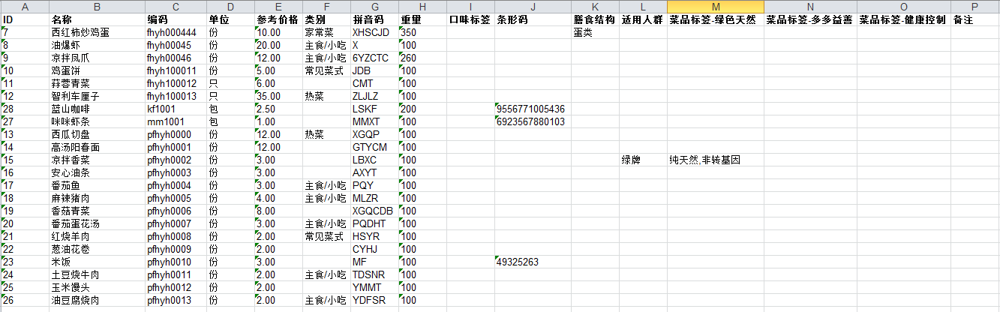 A B C D E F G H I J K L M N O P
ID 名称 编码 单位 参考价格 类别 拼音码 重量 口味标签 条形码 膳食结构 适用人群 菜品标签-绿色天然 菜品标签-多多益善 菜品标签-健康控制 备注
7 西红柿炒鸡蛋 fhyh000444 份 10.00 家常菜 XHSCJD 350 蛋类
8 油爆虾 fhyh00045 份 20.00 主食/小吃 X 100
9 凉拌凤爪 fhyh00046 份 12.00 主食/小吃 6YZCTC 260
10 鸡蛋饼 fhyh100011 份 5.00 常见菜式 JDB 100
11 蒜蓉青菜 fhyh100012 只 6.00 CMT 100
12 智利车厘子 fhyh100013 只 35.00 热菜 ZLJLZ 100
28 蓝山咖啡 kf1001 包 2.50 LSKF 200 9556771005436
27 咪咪虾条 mm1001 包 1.00 MMXT 100 6923567880103
13 西瓜切盘 pfhyh0000 份 12.00 热菜 XGQP 100
14 高汤阳春面 pfhyh0001 份 12.00 GTYCM 100
15 凉拌香菜 pfhyh0002 份 3.00 LBXC 100 绿牌 纯天然,非转基因
16 安心油条 pfhyh0003 份 3.00 AXYT 100
17 番茄鱼 pfhyh0004 份 3.00 主食/小吃 PQY 100
18 麻辣猪肉 pfhyh0005 份 4.00 主食/小吃 MLZR 100
19 香菇青菜 pfhyh0006 份 8.00 XGQCDB 100
20 番茄蛋花汤 pfhyh0007 份 3.00 主食/小吃 PQDHT 100
21 红烧羊肉 pfhyh0008 份 2.00 常见菜式 HSYR 100
22 葱油花卷 pfhyh0009 份 2.00 CYHJ 100
23 米饭 pfhyh0010 份 3.00 MF 100 49325263
24 土豆烧牛肉 pfhyh0011 份 2.00 主食/小吃 TDSNR 100
25 玉米馒头 pfhyh0012 份 2.00 YMMT 100
26 油豆腐烧肉 pfhyh0013 份 2.00 主食/小吃 YDFSR 100